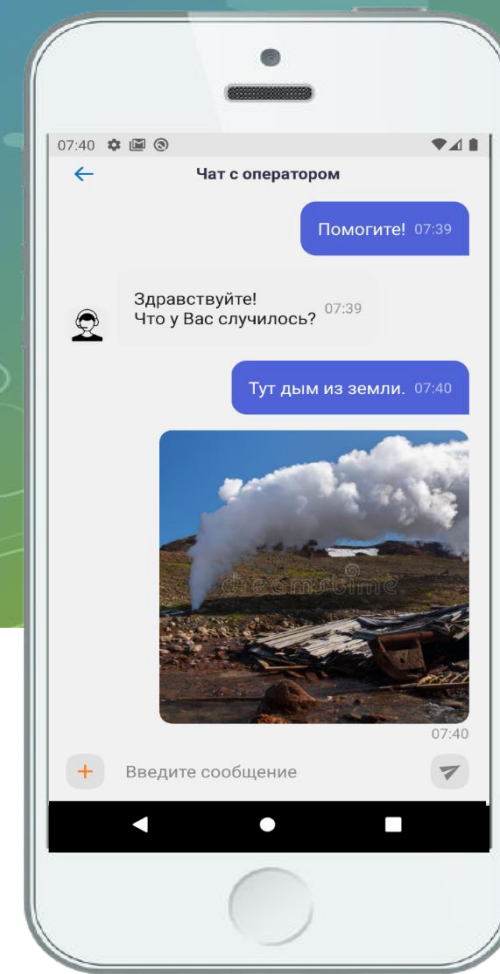 07:40
Чат с оператором
Помогите! 07:39
Здравствуйте!
Что у Вас случилось? 07:39
Тут дым из земли. 07:40
dreamstime
07:40
Введите сообщение